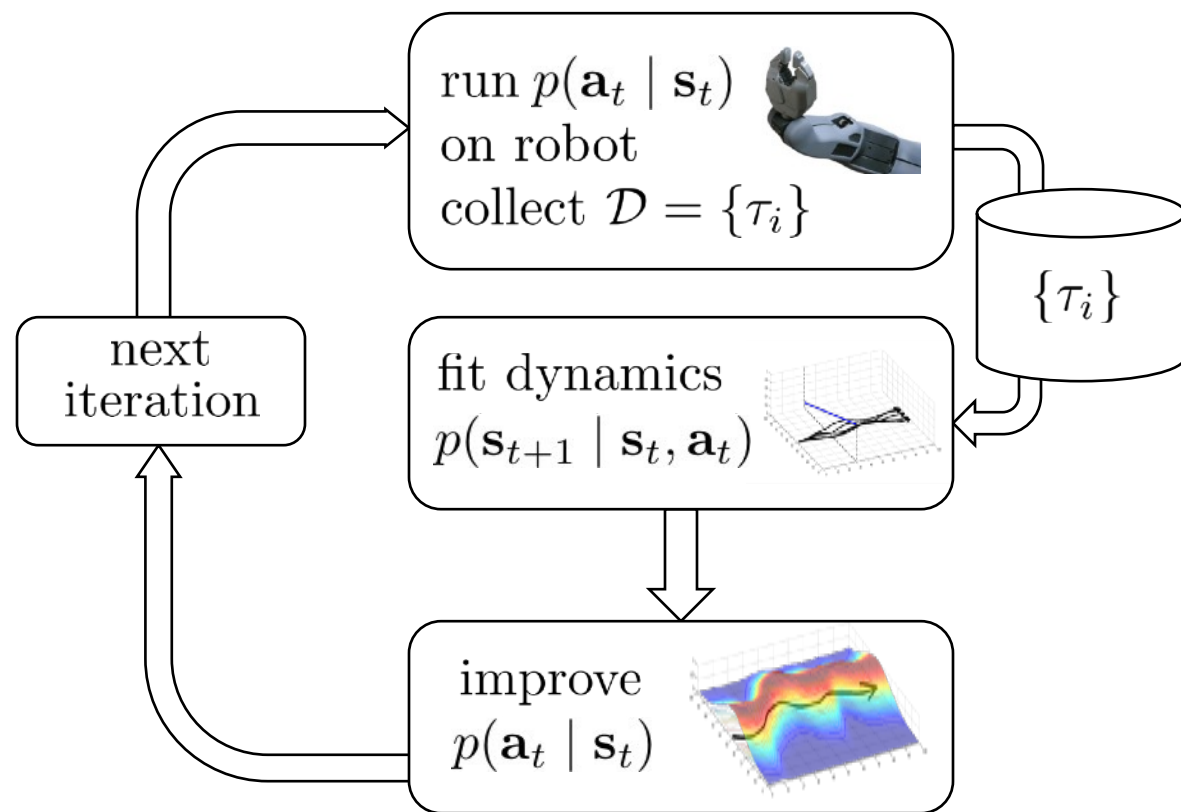 run p(a_t | s_t)
on robot
collect 𝒟 = {τ_i}
{τ_i}
next
iteration
fit dynamics
p(s_{t+1} | s_t, a_t)
improve
p(a_t | s_t)